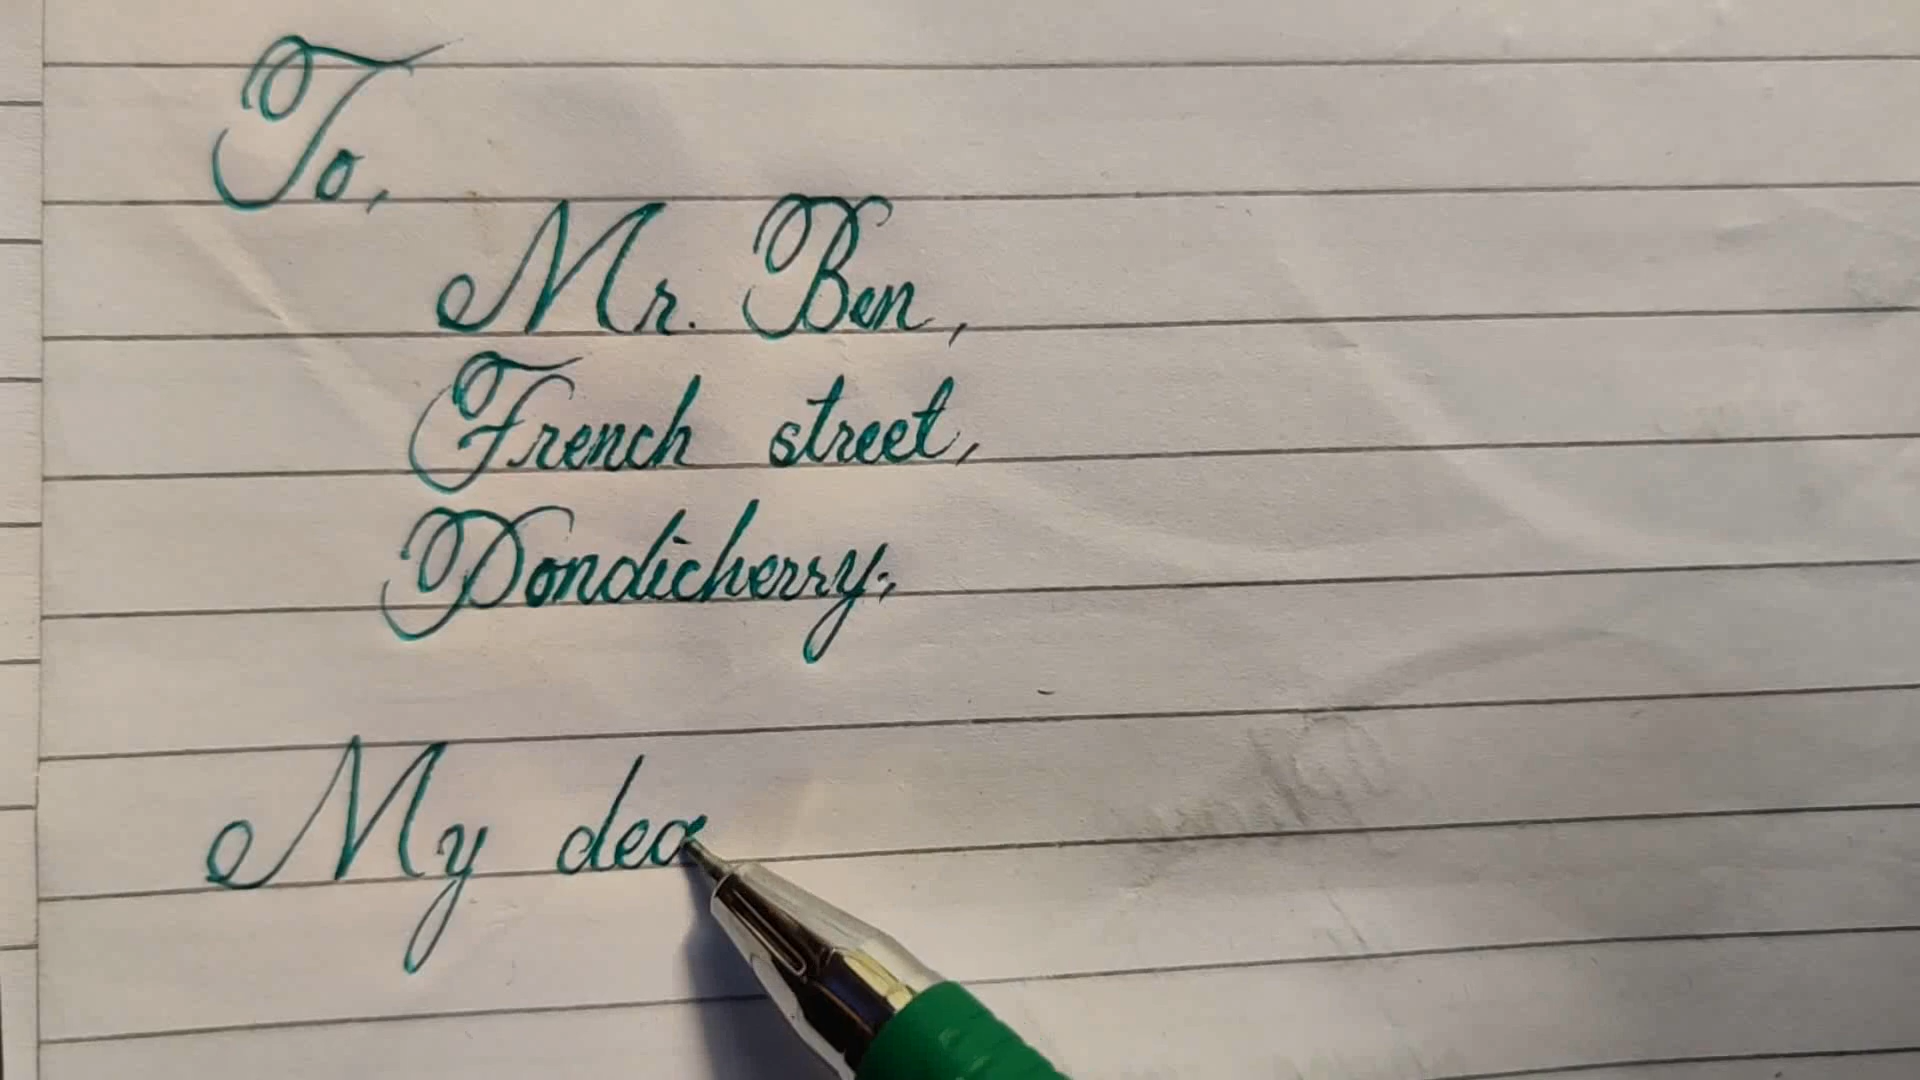 To,
Mr. Ben,
French street,
Pondicherry.,
My dea